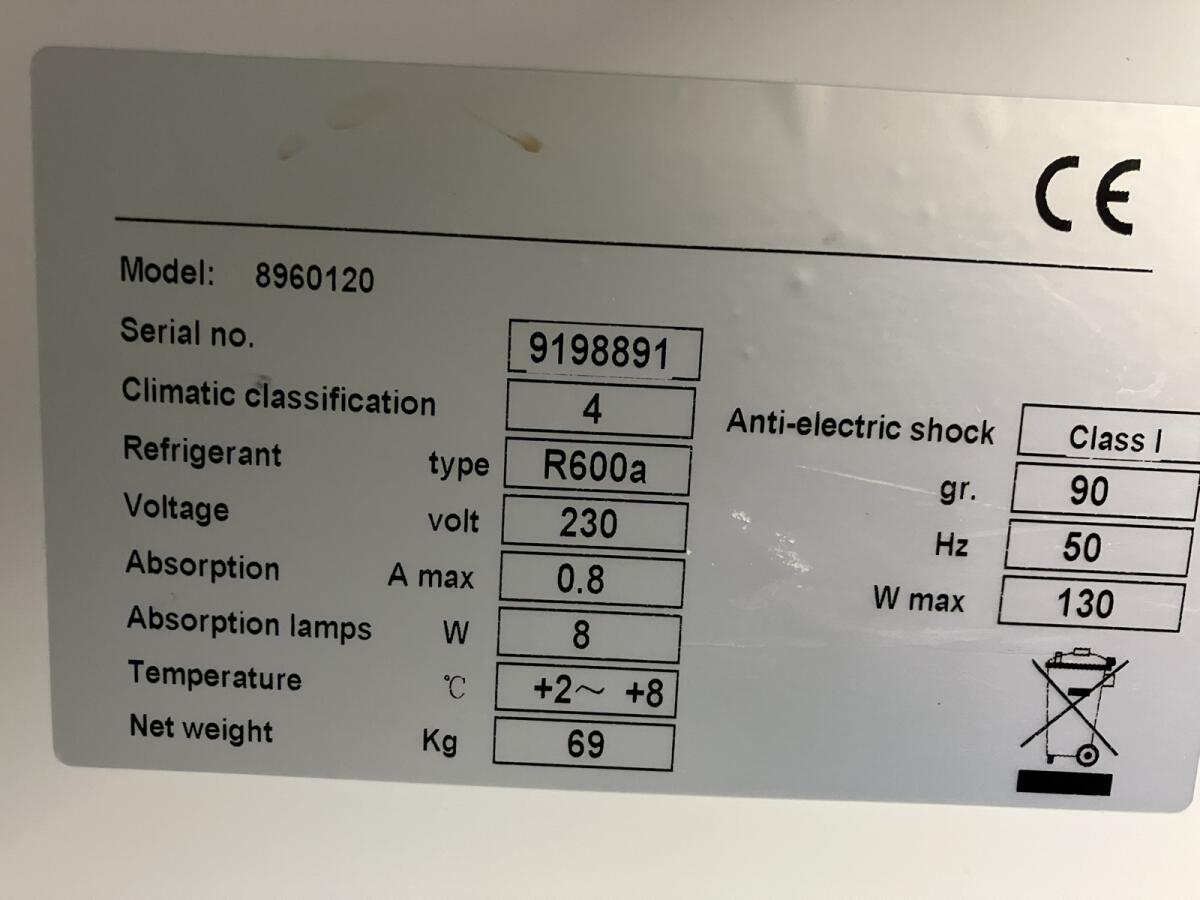 CE
Model: 8960120
Serial no. 9198891
Climatic classification 4 Anti-electric shock Class I
Refrigerant type R600a gr. 90
Voltage volt 230 Hz 50
Absorption A max 0.8 W max 130
Absorption lamps W 8
Temperature ℃ +2～ +8
Net weight Kg 69